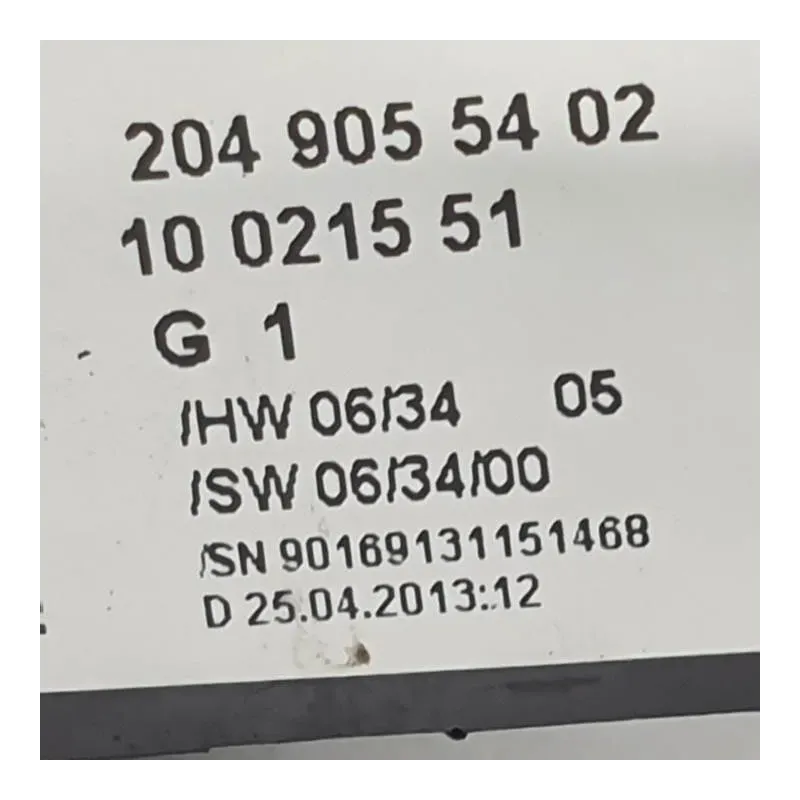 204 905 54 02
10 0215 51
G 1
/HW 06/34 05
/SW 06/34/00
/SN 90169131151468
D 25.04.2013:12